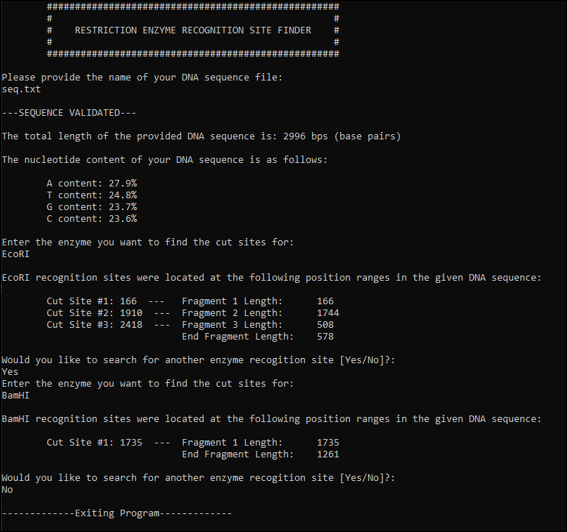 ##################################################
# #
# RESTRICTION ENZYME RECOGNITION SITE FINDER #
# #
##################################################
Please provide the name of your DNA sequence file:
seq.txt
---SEQUENCE VALIDATED---
The total length of the provided DNA sequence is: 2996 bps (base pairs)
The nucleotide content of your DNA sequence is as follows:
A content: 27.9%
T content: 24.8%
G content: 23.7%
C content: 23.6%
Enter the enzyme you want to find the cut sites for:
EcoRI
EcoRI recognition sites were located at the following position ranges in the given DNA sequence:
Cut Site #1: 166 --- Fragment 1 Length: 166
Cut Site #2: 1910 --- Fragment 2 Length: 1744
Cut Site #3: 2418 --- Fragment 3 Length: 508
End Fragment Length: 578
Would you like to search for another enzyme recogition site [Yes/No]?:
Yes
Enter the enzyme you want to find the cut sites for:
BamHI
BamHI recognition sites were located at the following position ranges in the given DNA sequence:
Cut Site #1: 1735 --- Fragment 1 Length: 1735
End Fragment Length: 1261
Would you like to search for another enzyme recogition site [Yes/No]?:
No
-------------Exiting Program-------------